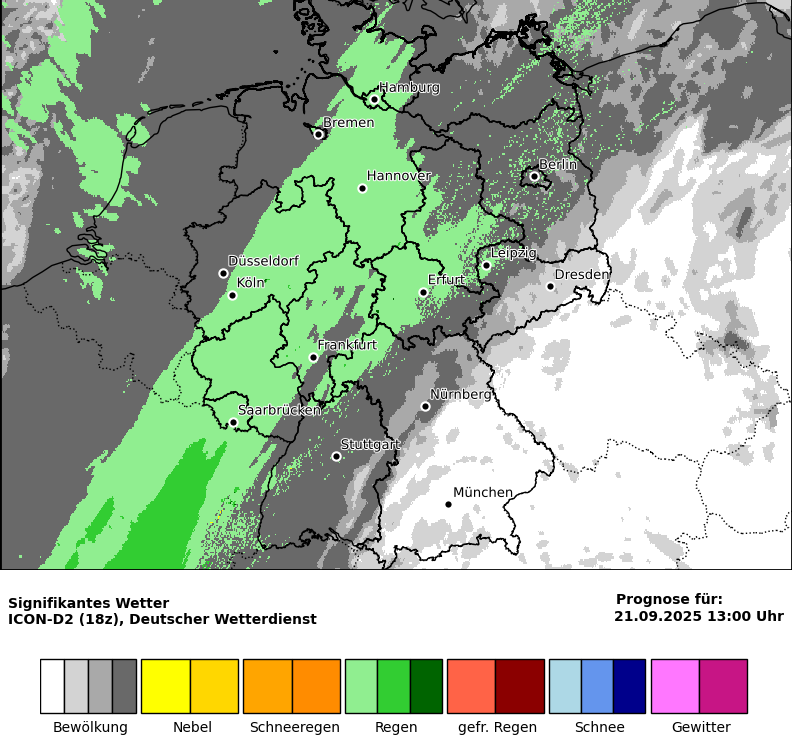 Hamburg
Bremen
Berlin
Hannover
Leipzig
Düsseldorf
Dresden
Köln
Erfurt
Frankfurt
Nürnberg
Saarbrücken
Stuttgart
München
Signifikantes Wetter
ICON-D2 (18z), Deutscher Wetterdienst
Prognose für:
21.09.2025 13:00 Uhr
Bewölkung
Nebel
Schneeregen
Regen
gefr. Regen
Schnee
Gewitter